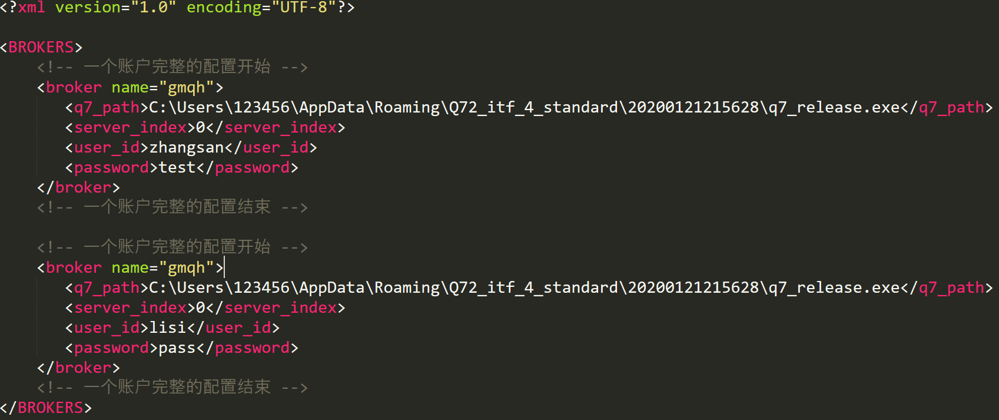 <?xml version="1.0" encoding="UTF-8"?>
<BROKERS>
<!-- 一个账户完整的配置开始 -->
<broker name="gmqh">
<q7_path>C:\Users\123456\AppData\Roaming\Q72_itf_4_standard\20200121215628\q7_release.exe</q7_path>
<server_index>0</server_index>
<user_id>zhangsan</user_id>
<password>test</password>
</broker>
<!-- 一个账户完整的配置结束 -->
<!-- 一个账户完整的配置开始 -->
<broker name="gmqh">
<q7_path>C:\Users\123456\AppData\Roaming\Q72_itf_4_standard\20200121215628\q7_release.exe</q7_path>
<server_index>0</server_index>
<user_id>lisi</user_id>
<password>pass</password>
</broker>
<!-- 一个账户完整的配置结束 -->
</BROKERS>